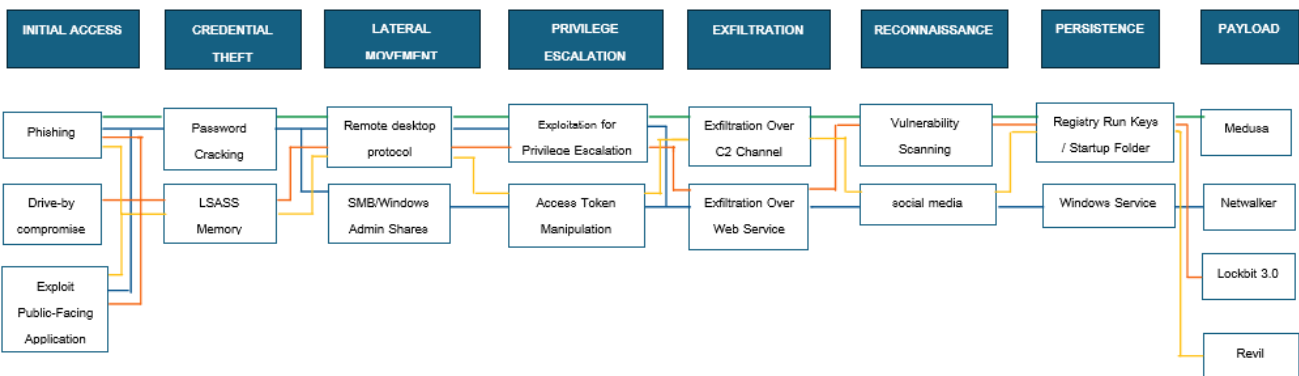 INITIAL ACCESS
CREDENTIAL
THEFT
LATERAL
MOVEMENT
PRIVILEGE
ESCALATION
EXFILTRATION
RECONNAISSANCE
PERSISTENCE
PAYLOAD
Phishing
Password
Cracking
Remote desktop
protocol
Exploitation for
Privilege Escalation
Exfiltration Over
C2 Channel
Vulnerability
Scanning
Registry Run Keys
/ Startup Folder
Medusa
Drive-by
compromise
LSASS
Memory
SMB/Windows
Admin Shares
Access Token
Manipulation
Exfiltration Over
Web Service
social media
Windows Service
Netwalker
Exploit
Public-Facing
Application
Lockbit 3.0
Revil